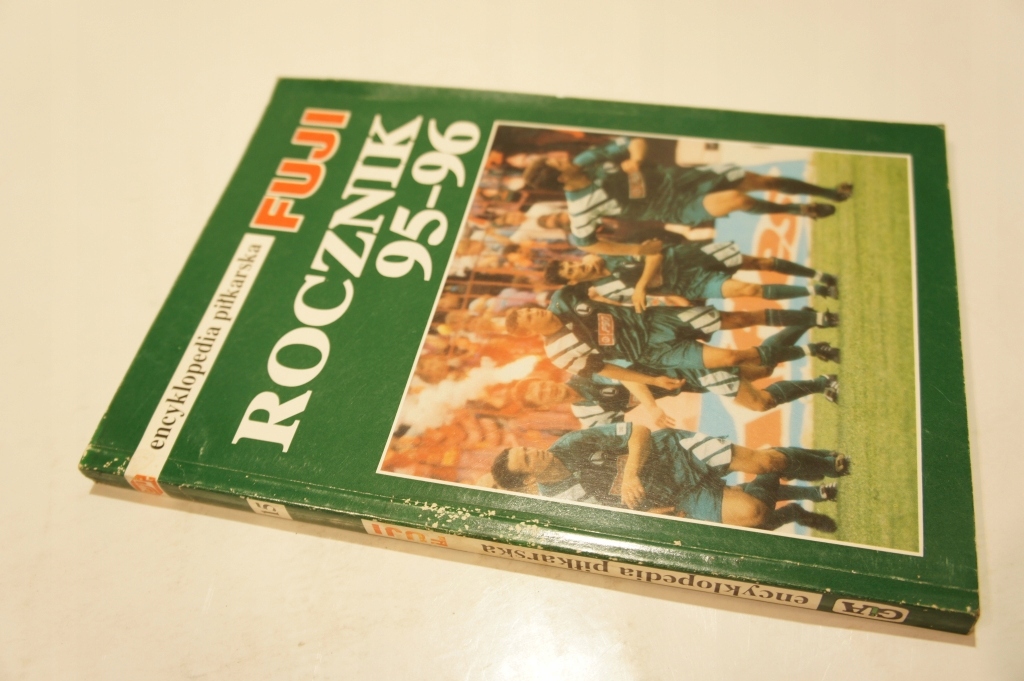 encyklopedia piłkarska
FUJI
ROCZNIK
95-96
GiA
encyklopedia piłkarska
FUJI